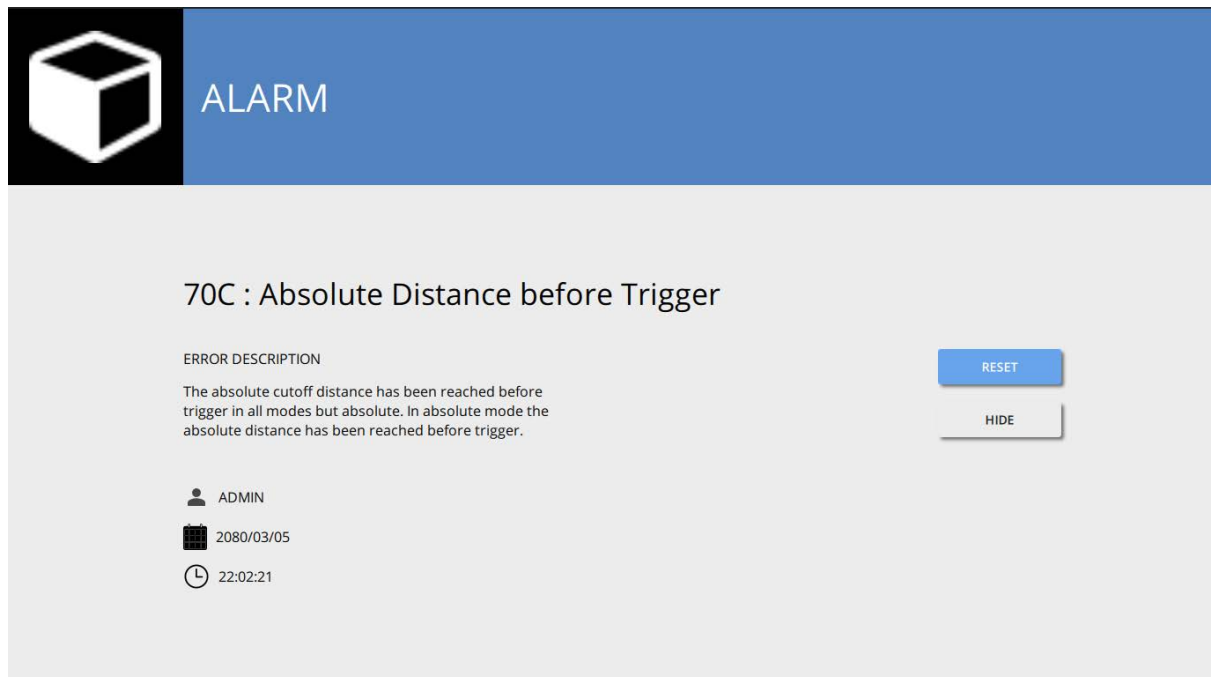 ALARM
70C : Absolute Distance before Trigger
ERROR DESCRIPTION
RESET
The absolute cutoff distance has been reached before
trigger in all modes but absolute. In absolute mode the
absolute distance has been reached before trigger.
HIDE
ADMIN
2080/03/05
22:02:21